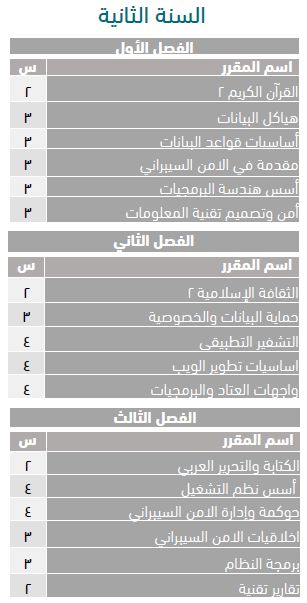 السنة الثانية
الفصل الأول
اسم المقرر س
القرآن الكريم ٢ ٢
هياكل البيانات ٣
أساسيات قواعد البيانات ٣
مقدمة في الامن السيبراني ٣
أسس هندسة البرمجيات ٣
أمن وتصميم تقنية المعلومات ٣
الفصل الثاني
اسم المقرر س
الثقافة الإسلامية ٢ ٢
حماية البيانات والخصوصية ٣
التشفير التطبيقي ٤
اساسيات تطوير الويب ٤
واجهات العتاد والبرمجيات ٤
الفصل الثالث
اسم المقرر س
الكتابة والتحرير العربي ٢
أسس نظم التشغيل ٤
حوكمة وإدارة الامن السيبراني ٤
اخلاقيات الامن السيبراني ٣
برمجة النظام ٣
تقارير تقنية ٢